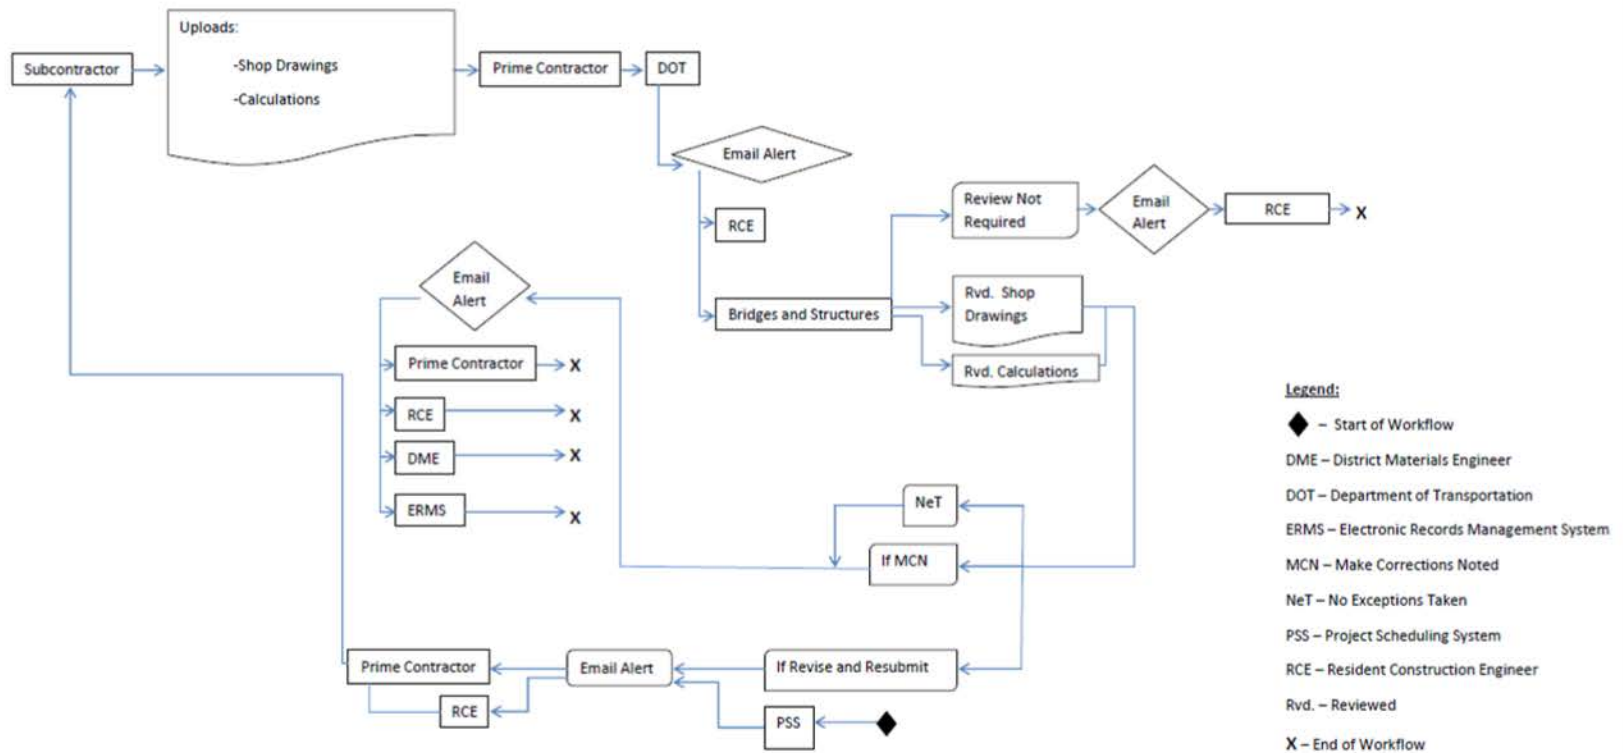 Uploads:
-Shop Drawings
-Calculations
Subcontractor
Prime Contractor
DOT
Email Alert
RCE
Bridges and Structures
Review Not
Required
Email
Alert
RCE
X
Rvd. Shop
Drawings
Rvd. Calculations
Email
Alert
Prime Contractor
X
RCE
X
DME
X
ERMS
X
NeT
If MCN
If Revise and Resubmit
Email Alert
Prime Contractor
RCE
PSS
Legend:
– Start of Workflow
DME – District Materials Engineer
DOT – Department of Transportation
ERMS – Electronic Records Management System
MCN – Make Corrections Noted
NeT – No Exceptions Taken
PSS – Project Scheduling System
RCE – Resident Construction Engineer
Rvd. – Reviewed
X – End of Workflow